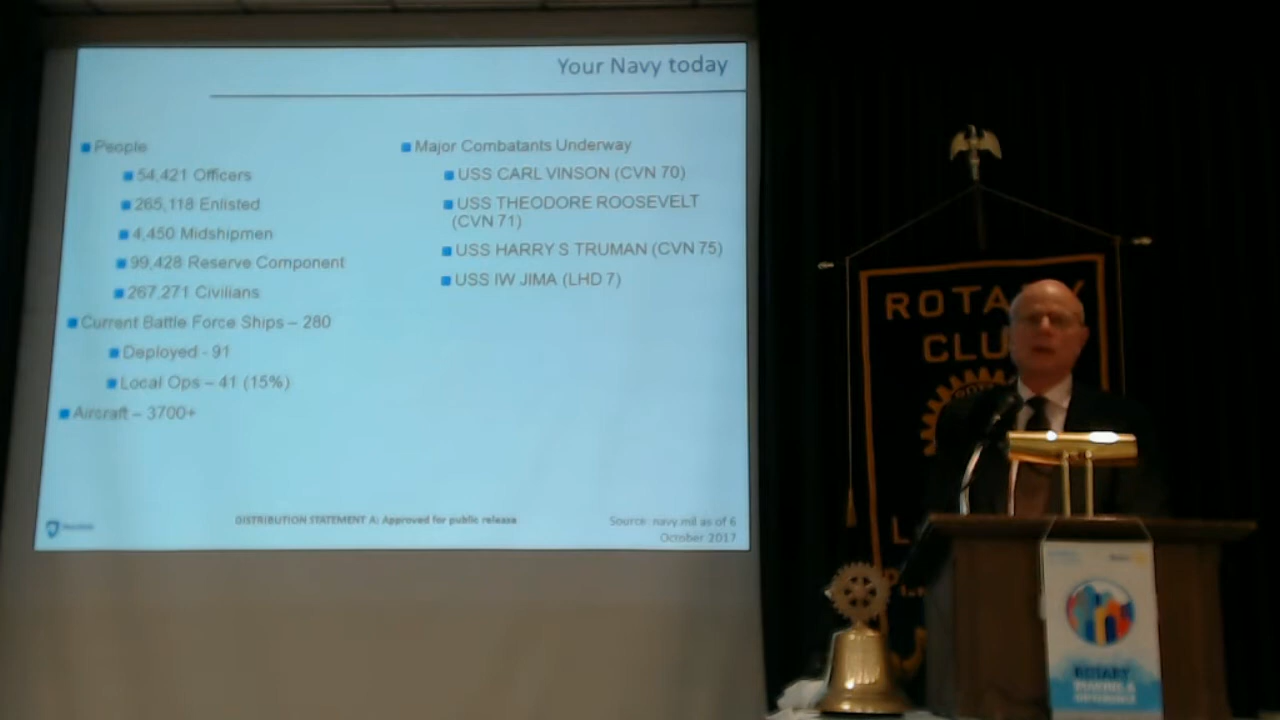 Your Navy today
People
54,421 Officers
265,118 Enlisted
4,450 Midshipmen
99,428 Reserve Component
267,271 Civilians
Current Battle Force Ships – 280
Deployed - 91
Local Ops – 41 (15%)
Aircraft – 3700+
Major Combatants Underway
USS CARL VINSON (CVN 70)
USS THEODORE ROOSEVELT
(CVN 71)
USS HARRY S TRUMAN (CVN 75)
USS IW JIMA (LHD 7)
DISTRIBUTION STATEMENT A: Approved for public release
Source: navy.mil as of 6
October 2017
ROTARY
CLU
ROTARY
MAKING A
DIFFERENCE